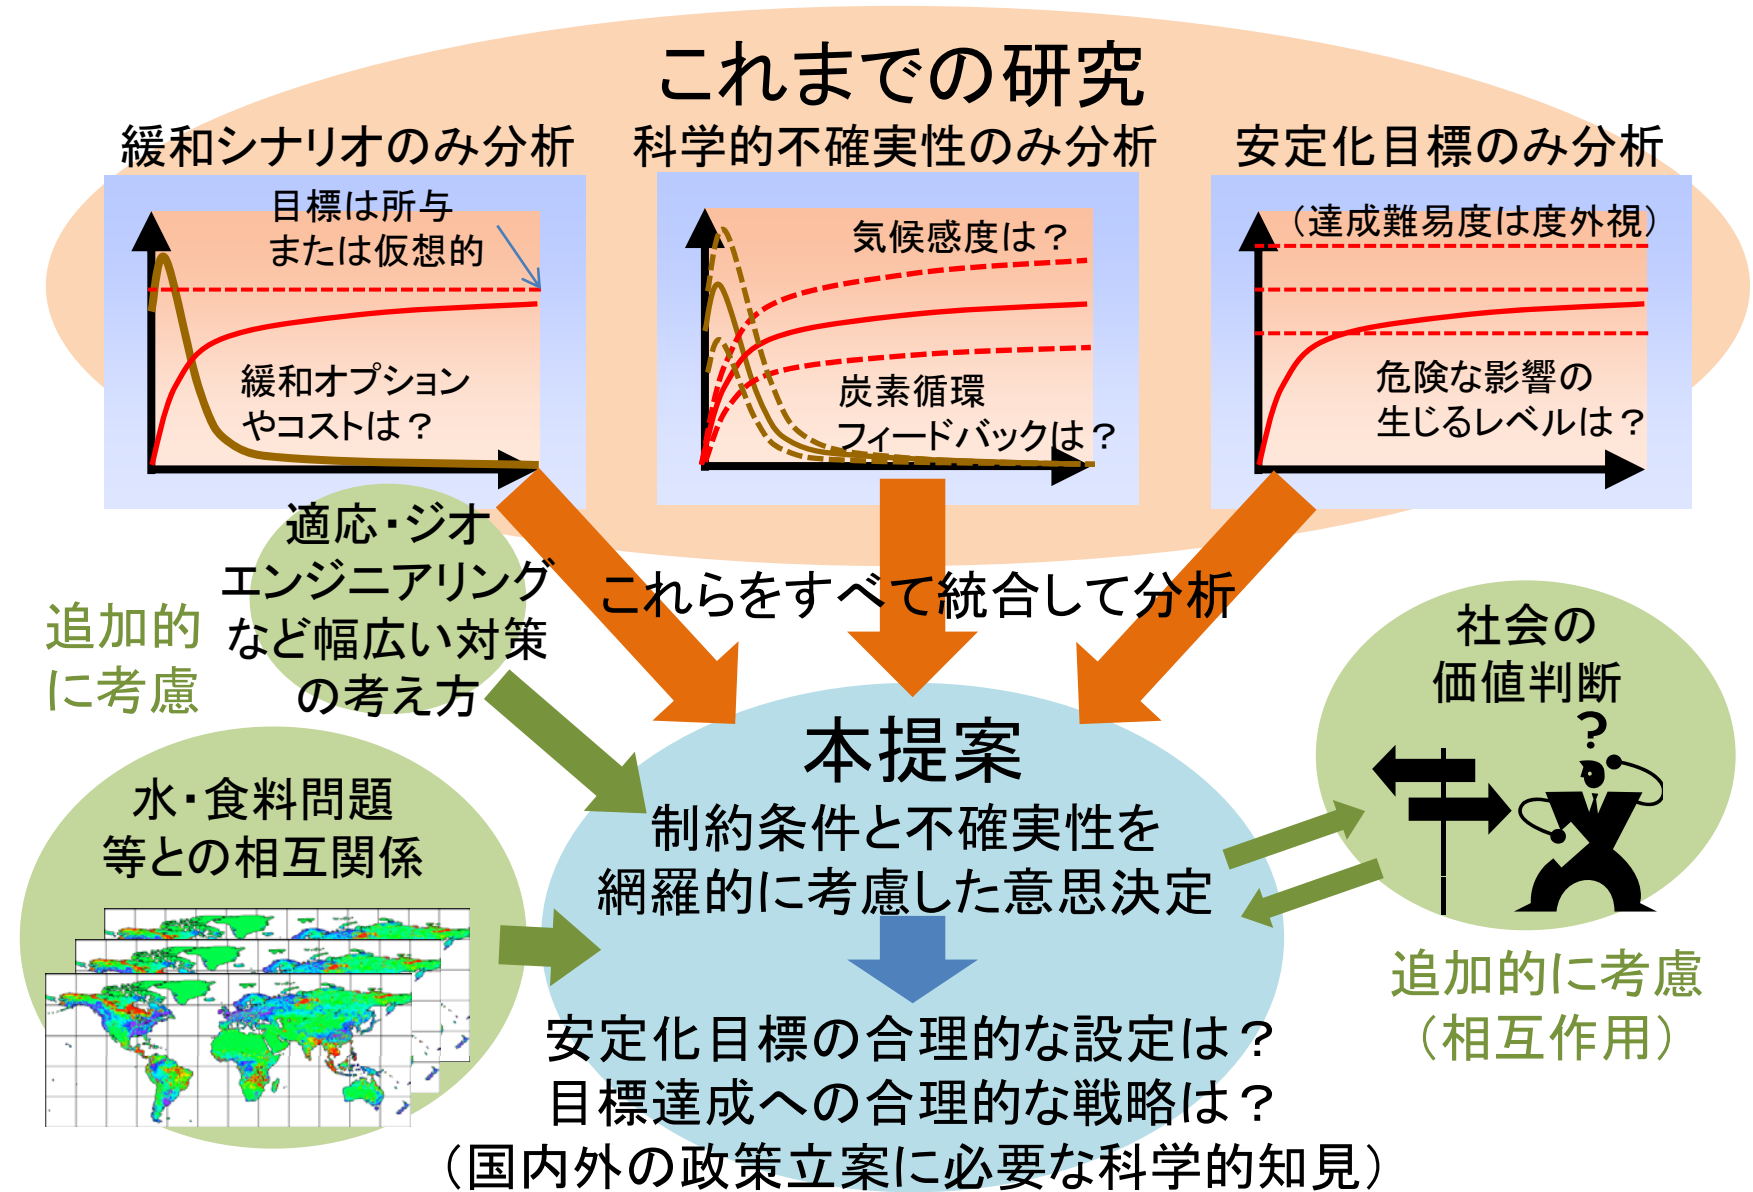 これまでの研究
緩和シナリオのみ分析
目標は所与
または仮想的
緩和オプション
やコストは？
科学的不確実性のみ分析
気候感度は？
炭素循環
フィードバックは？
安定化目標のみ分析
（達成難易度は度外視）
危険な影響の
生じるレベルは？
これらをすべて統合して分析
適応・ジオ
エンジニアリング
など幅広い対策
の考え方
追加的
に考慮
水・食料問題
等との相互関係
社会の
価値判断
?
追加的に考慮
（相互作用）
本提案
制約条件と不確実性を
網羅的に考慮した意思決定
安定化目標の合理的な設定は？
目標達成への合理的な戦略は？
（国内外の政策立案に必要な科学的知見）